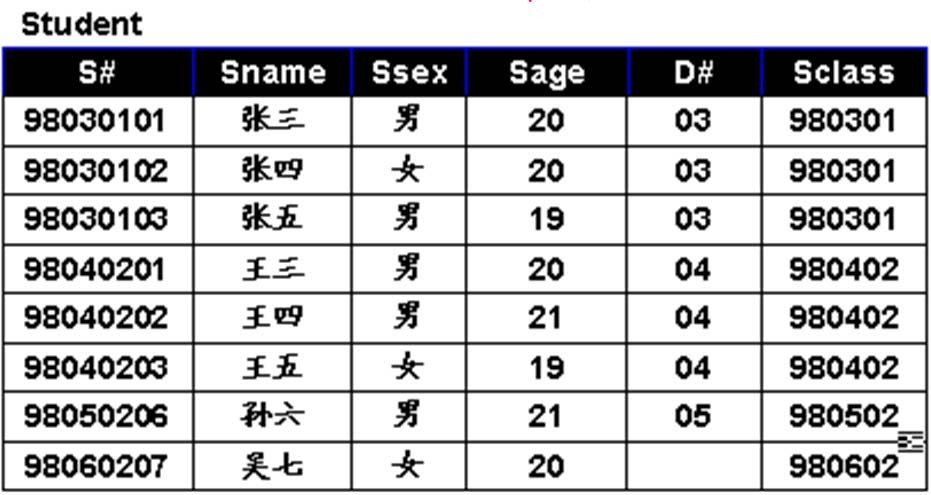 Student
S# Sname Ssex Sage D# Sclass
98030101 张三 男 20 03 980301
98030102 张四 女 20 03 980301
98030103 张五 男 19 03 980301
98040201 王三 男 20 04 980402
98040202 王四 男 21 04 980402
98040203 王五 女 19 04 980402
98050206 孙六 男 21 05 980502
98060207 吴七 女 20 980602